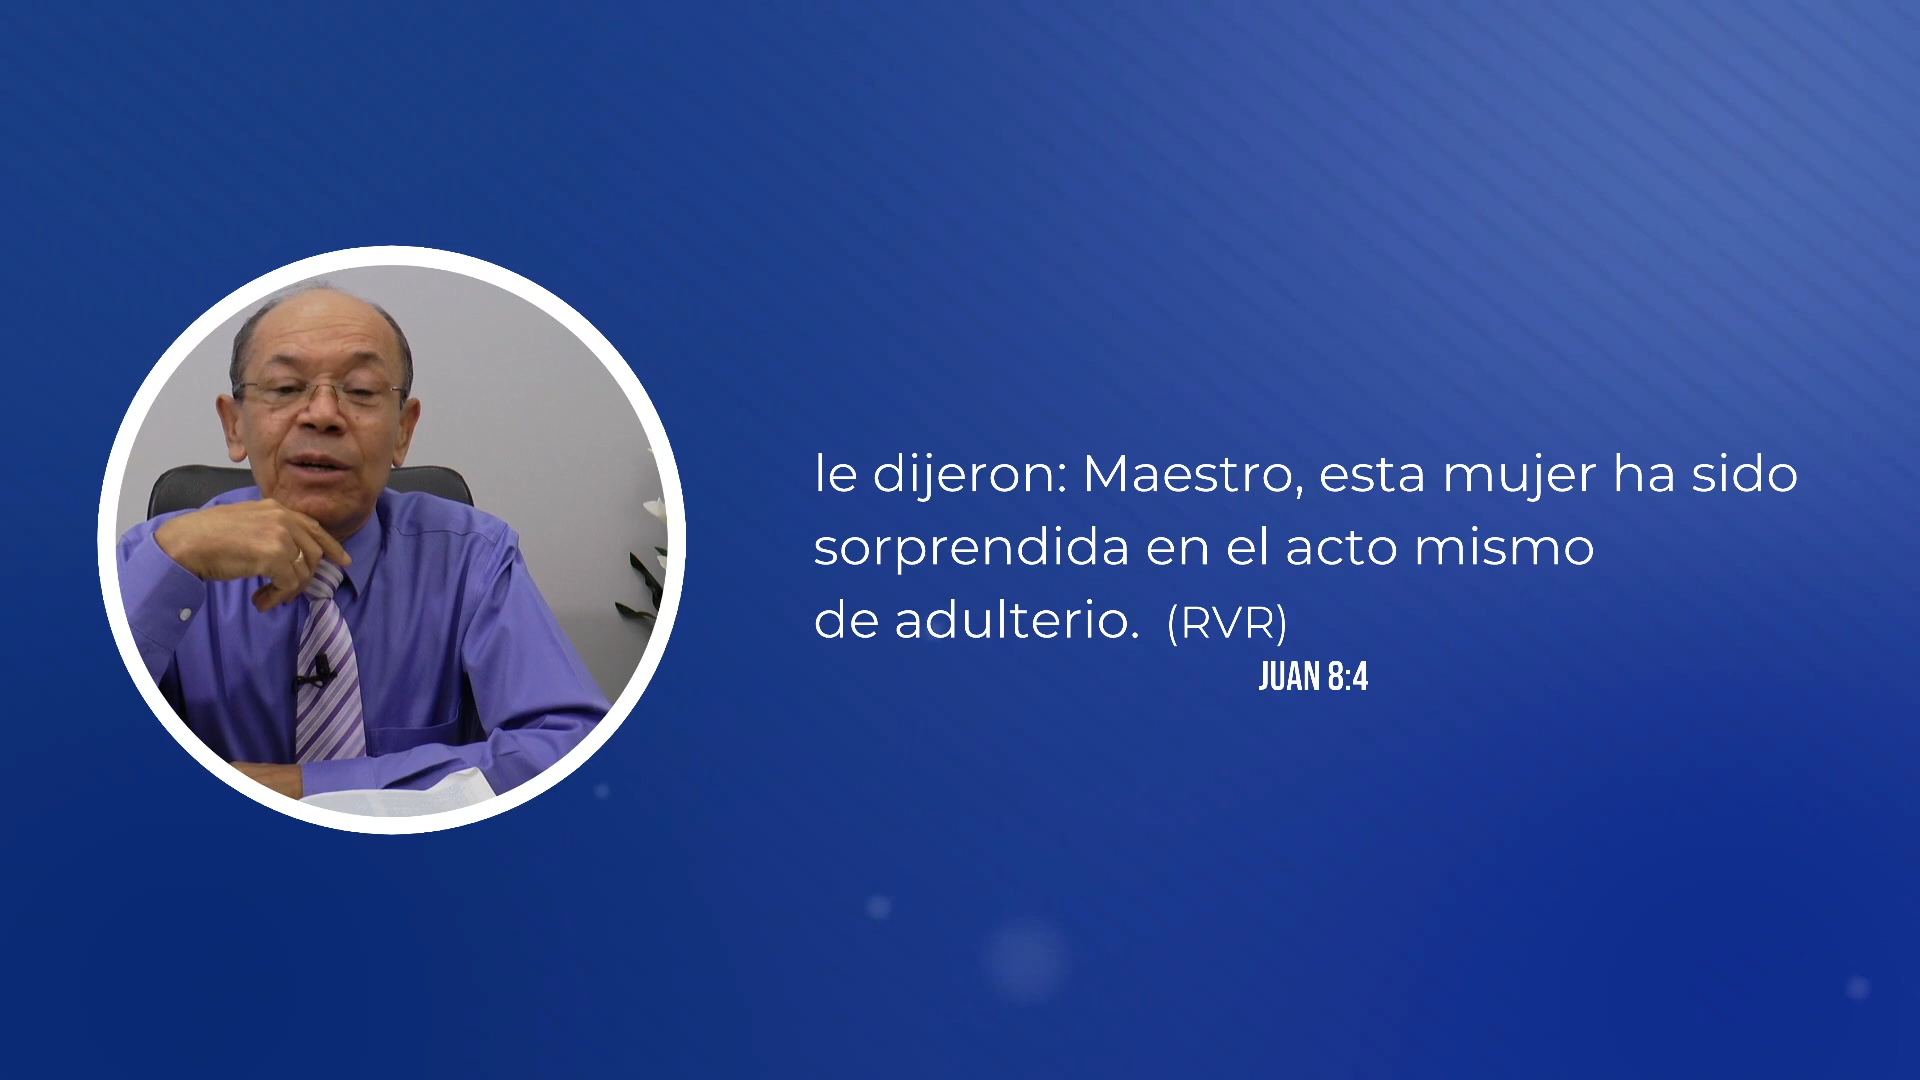 le dijeron: Maestro, esta mujer ha sido
sorprendida en el acto mismo
de adulterio. (RVR)
JUAN 8:4